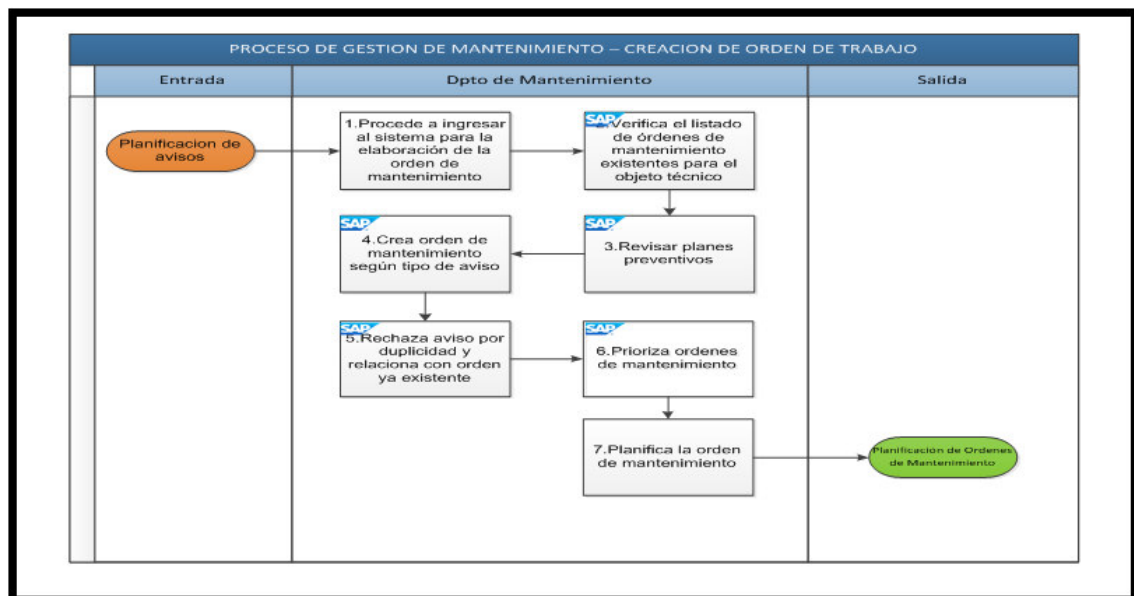 PROCESO DE GESTION DE MANTENIMIENTO – CREACION DE ORDEN DE TRABAJO
Entrada
Dpto de Mantenimiento
Salida
Planificacion de
avisos
1.Procede a ingresar
al sistema para la
elaboración de la
orden de
mantenimiento
SAP
Verifica el listado
de órdenes de
mantenimiento
existentes para el
objeto técnico
SAP
3.Revisar planes
preventivos
SAP
4.Crea orden de
mantenimiento
según tipo de aviso
SAP
5.Rechaza aviso por
duplicidad y
relaciona con orden
ya existente
SAP
6.Prioriza ordenes
de mantenimiento
7.Planifica la orden
de mantenimiento
Planificación de Ordenes
de Mantenimiento